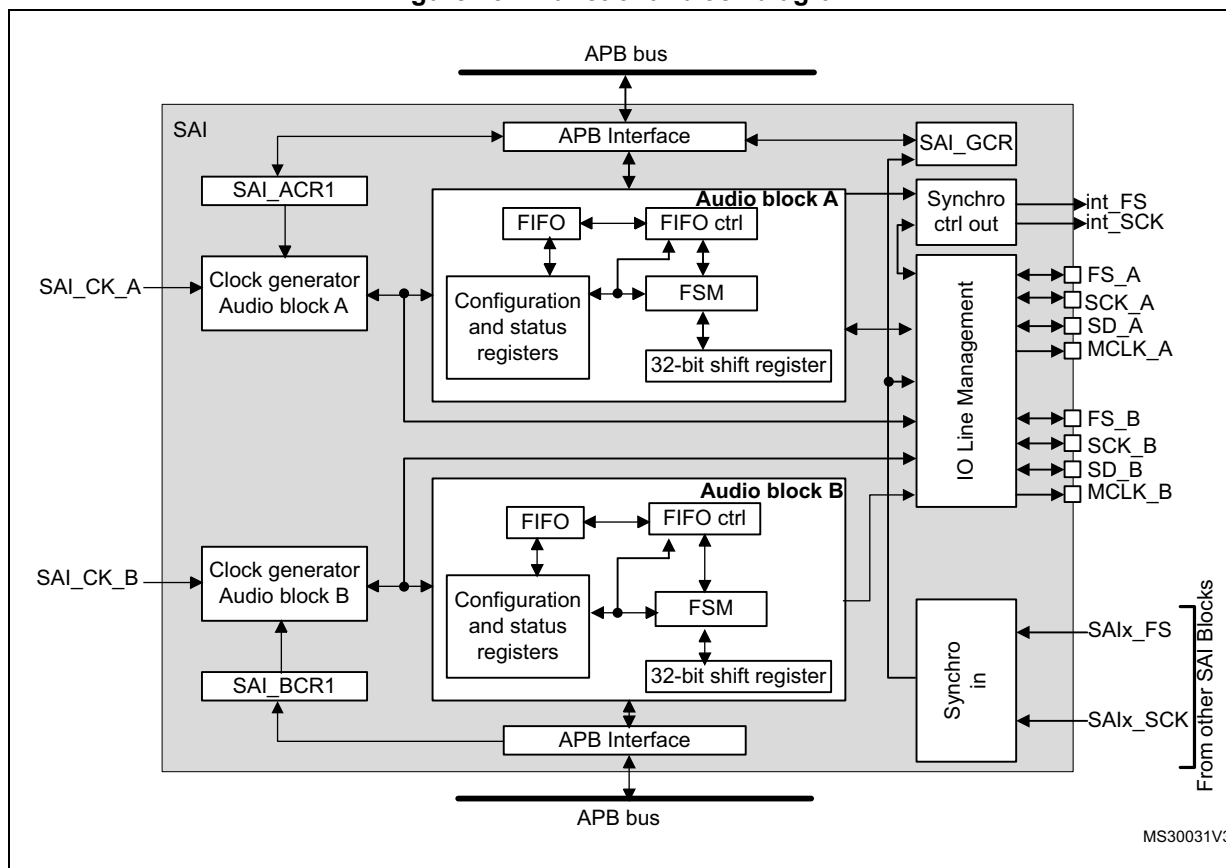 APB bus
SAI
APB Interface
SAI_GCR
SAI_ACR1
Audio block A
Synchro
ctrl out
int_FS
int_SCK
FIFO
FIFO ctrl
SAI_CK_A
Clock generator
Audio block A
Configuration
and status
registers
FSM
32-bit shift register
IO Line Management
FS_A
SCK_A
SD_A
MCLK_A
FS_B
SCK_B
SD_B
MCLK_B
Audio block B
FIFO
FIFO ctrl
SAI_CK_B
Clock generator
Audio block B
Configuration
and status
registers
FSM
32-bit shift register
SAI_BCR1
Synchro
in
SAIx_FS
SAIx_SCK
From other SAI Blocks
APB Interface
APB bus
MS30031V3